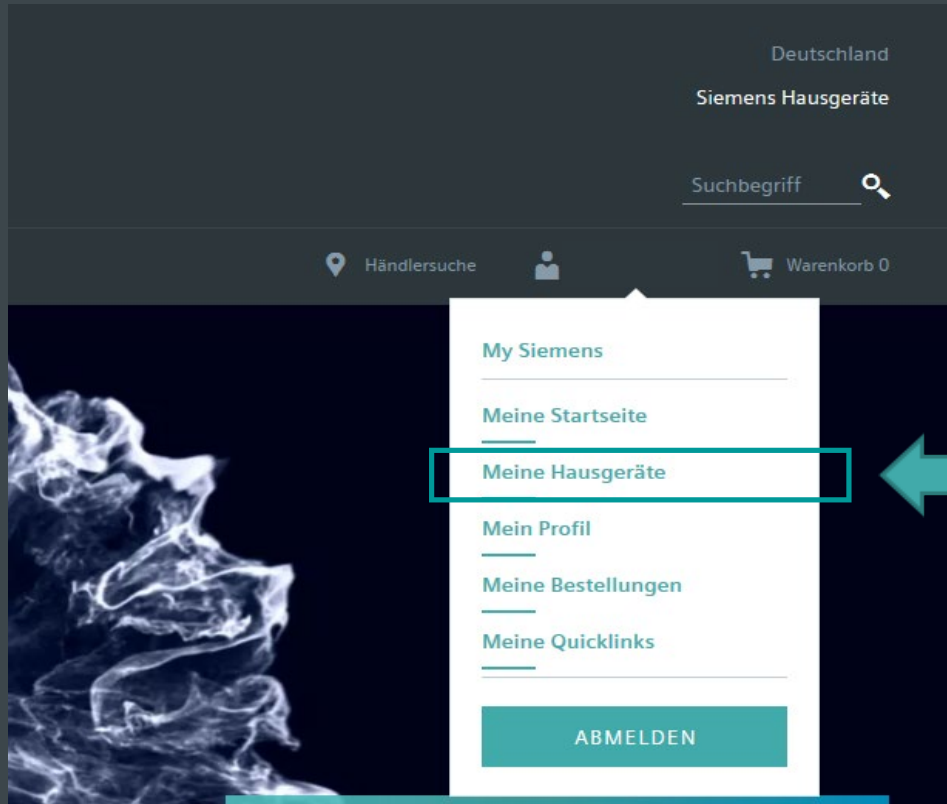 Deutschland
Siemens Hausgeräte
Suchbegriff
Händlersuche
Warenkorb 0
My Siemens
Meine Startseite
Meine Hausgeräte
Mein Profil
Meine Bestellungen
Meine Quicklinks
ABMELDEN